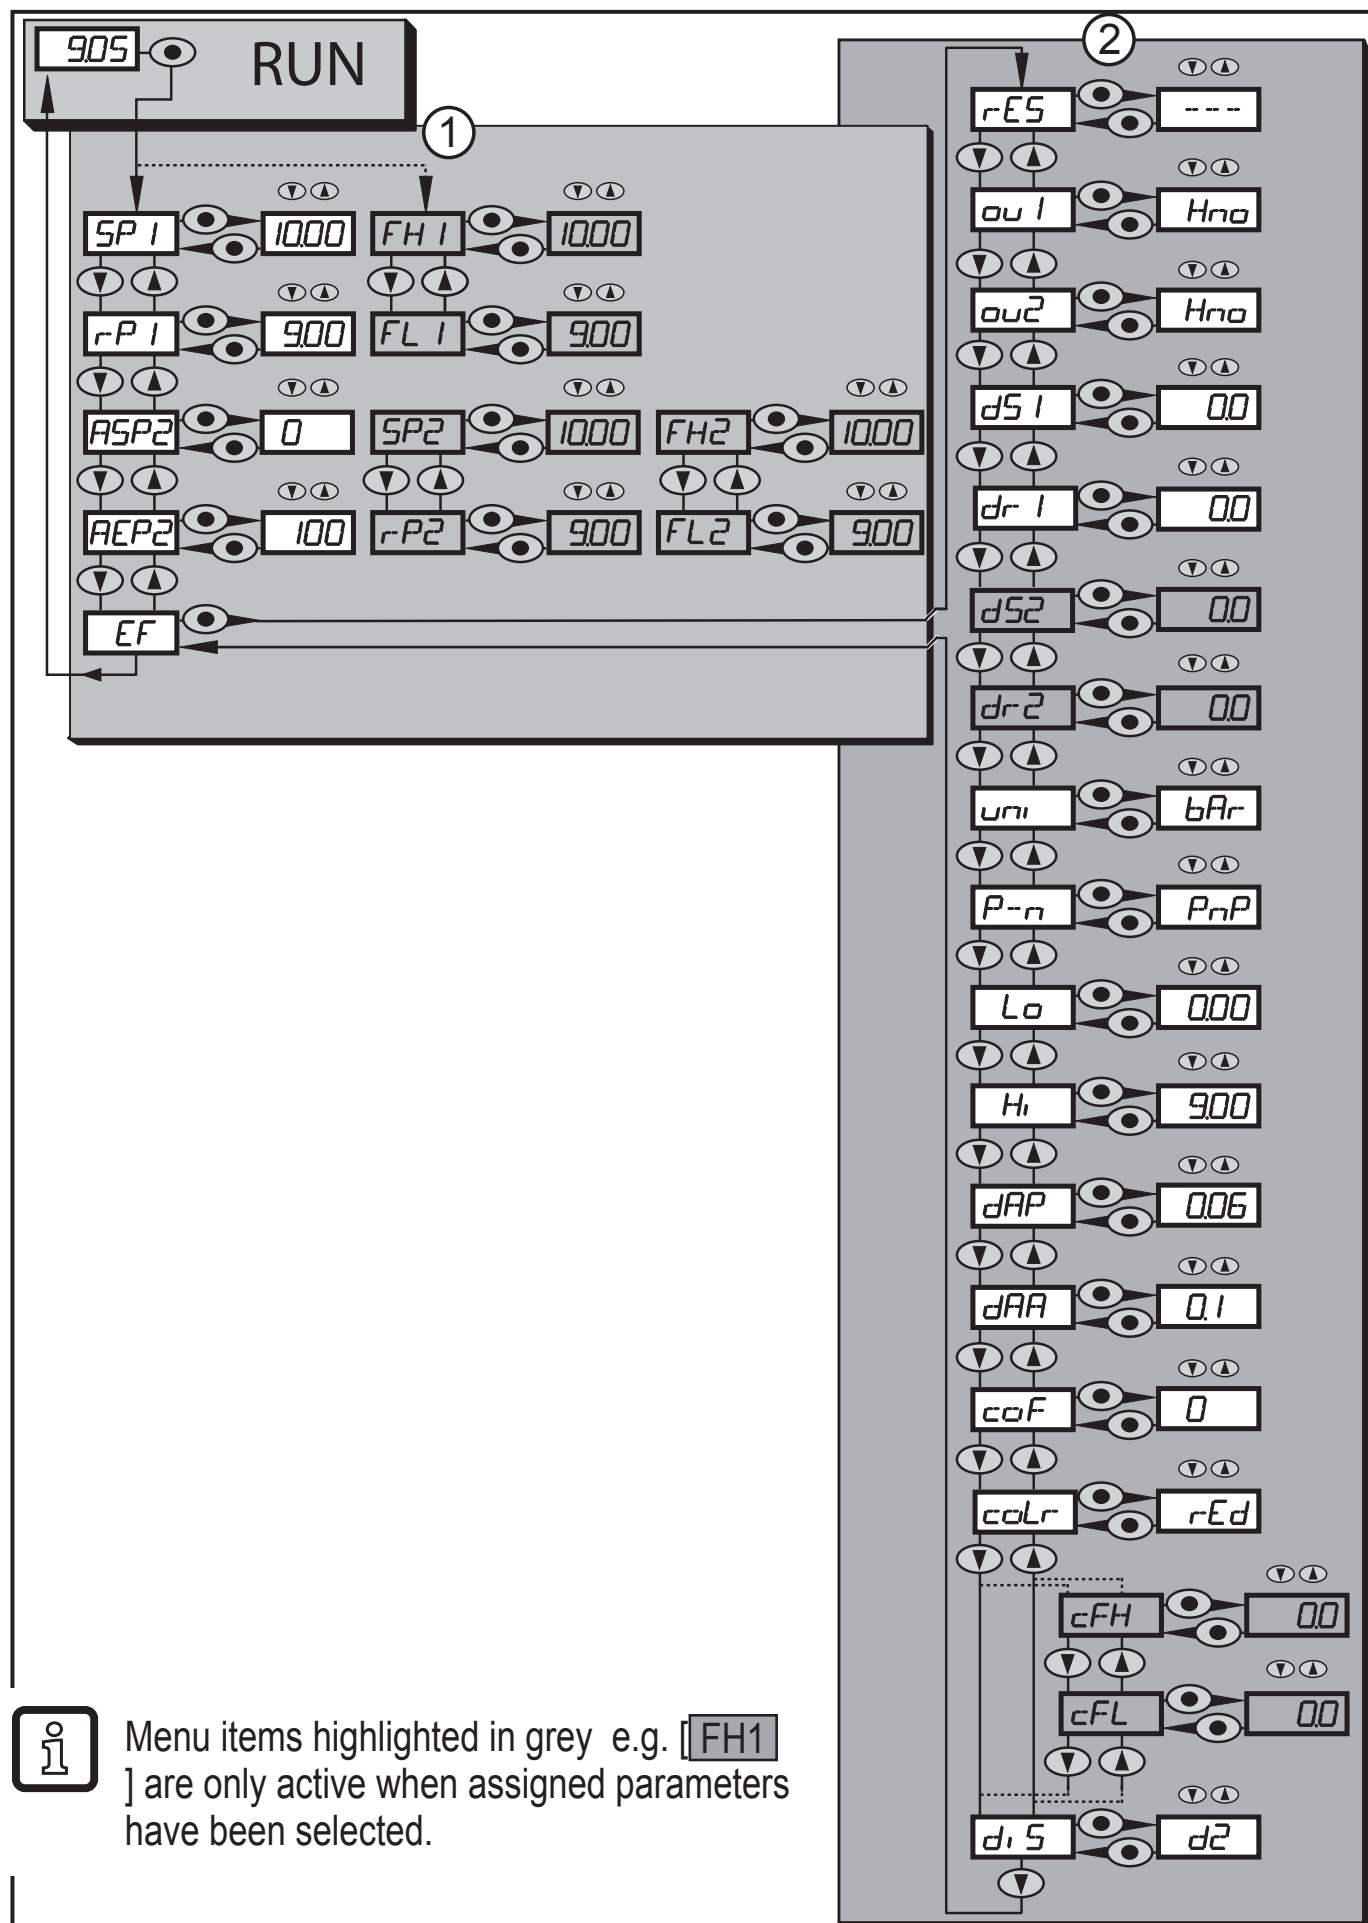 9.05 RUN
1
SP1 10.00 FH1 10.00
rP1 9.00 FL1 9.00
ASP2 0 SP2 10.00 FH2 10.00
AEP2 100 rP2 9.00 FL2 9.00
EF
2
rES ---
ou1 Hno
ou2 Hno
dS1 0.0
dr1 0.0
dS2 0.0
dr2 0.0
uni bAr
P-n PnP
Lo 0.00
Hi 9.00
dAP 0.06
dAA 0.1
coF 0
coLr rEd
cFH 0.0
cFL 0.0
diS d2
i
Menu items highlighted in grey e.g. [FH1
] are only active when assigned parameters
have been selected.